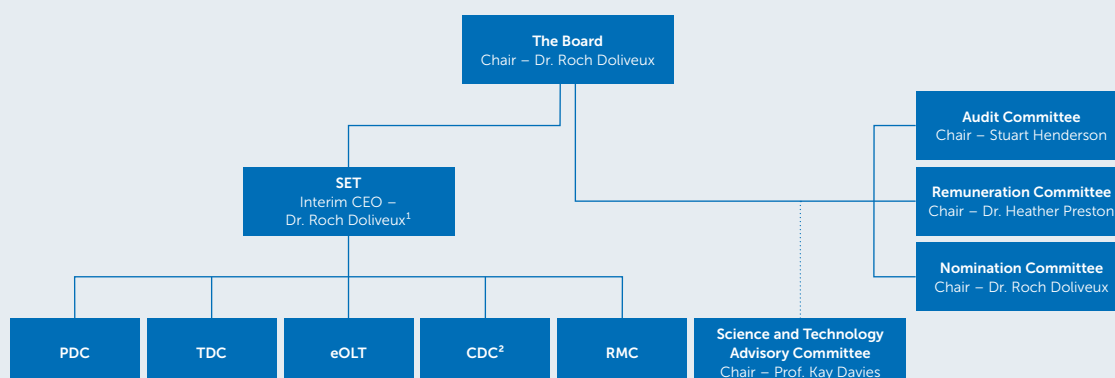 The Board
Chair – Dr. Roch Doliveux
Audit Committee
Chair – Stuart Henderson
SET
Interim CEO –
Dr. Roch Doliveux¹
Remuneration Committee
Chair – Dr. Heather Preston
Nomination Committee
Chair – Dr. Roch Doliveux
PDC
TDC
eOLT
CDC²
RMC
Science and Technology
Advisory Committee
Chair – Prof. Kay Davies